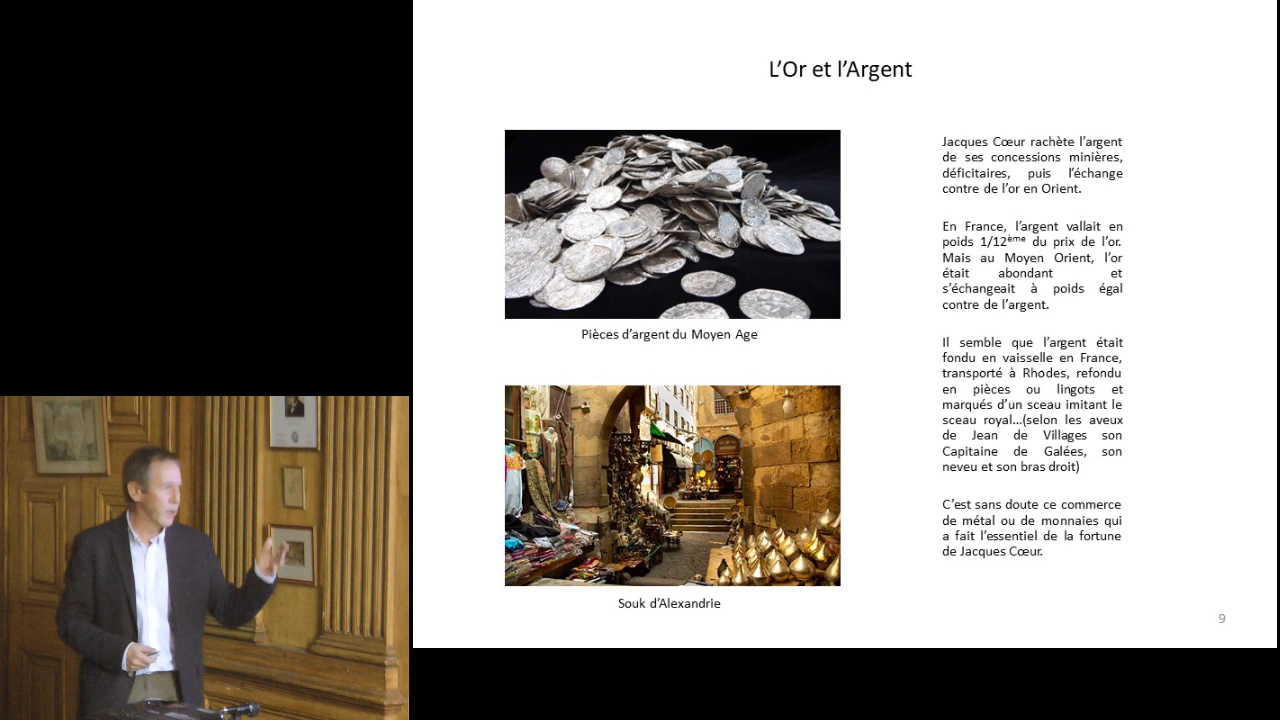 L'Or et l'Argent
Pièces d'argent du Moyen Age
Souk d'Alexandrie
Jacques Cœur rachète l'argent
de ses concessions minières,
déficitaires, puis l'échange
contre de l'or en Orient.
En France, l'argent vallait en
poids 1/12ème du prix de l'or.
Mais au Moyen Orient, l'or
était abondant et
s'échangeait à poids égal
contre de l'argent.
Il semble que l'argent était
fondu en vaisselle en France,
transporté à Rhodes, refondu
en pièces ou lingots et
marqués d'un sceau imitant le
sceau royal…(selon les aveux
de Jean de Villages son
Capitaine de Galées, son
neveu et son bras droit)
C'est sans doute ce commerce
de métal ou de monnaies qui
a fait l'essentiel de la fortune
de Jacques Cœur.
9